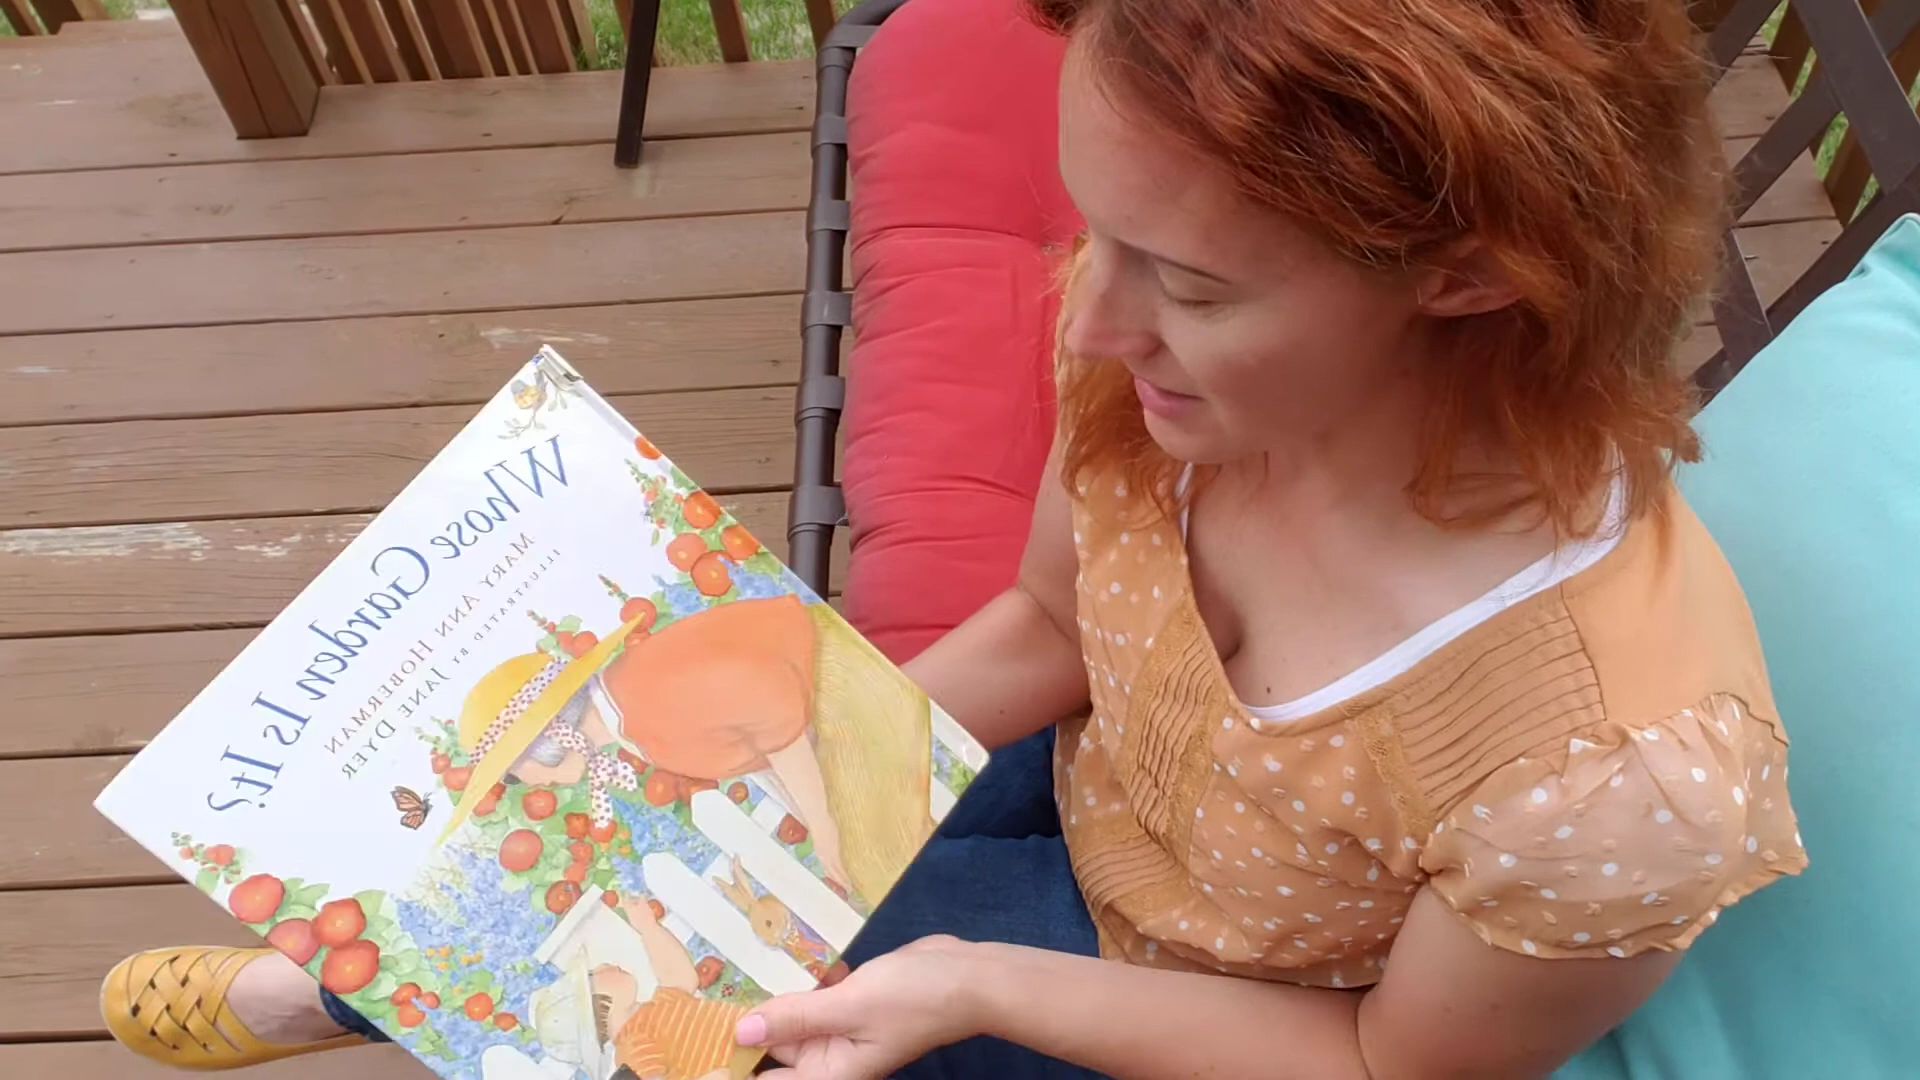 Whose Garden Is It?
MARY ANN HOBERMAN
ILLUSTRATED BY JANE DYER